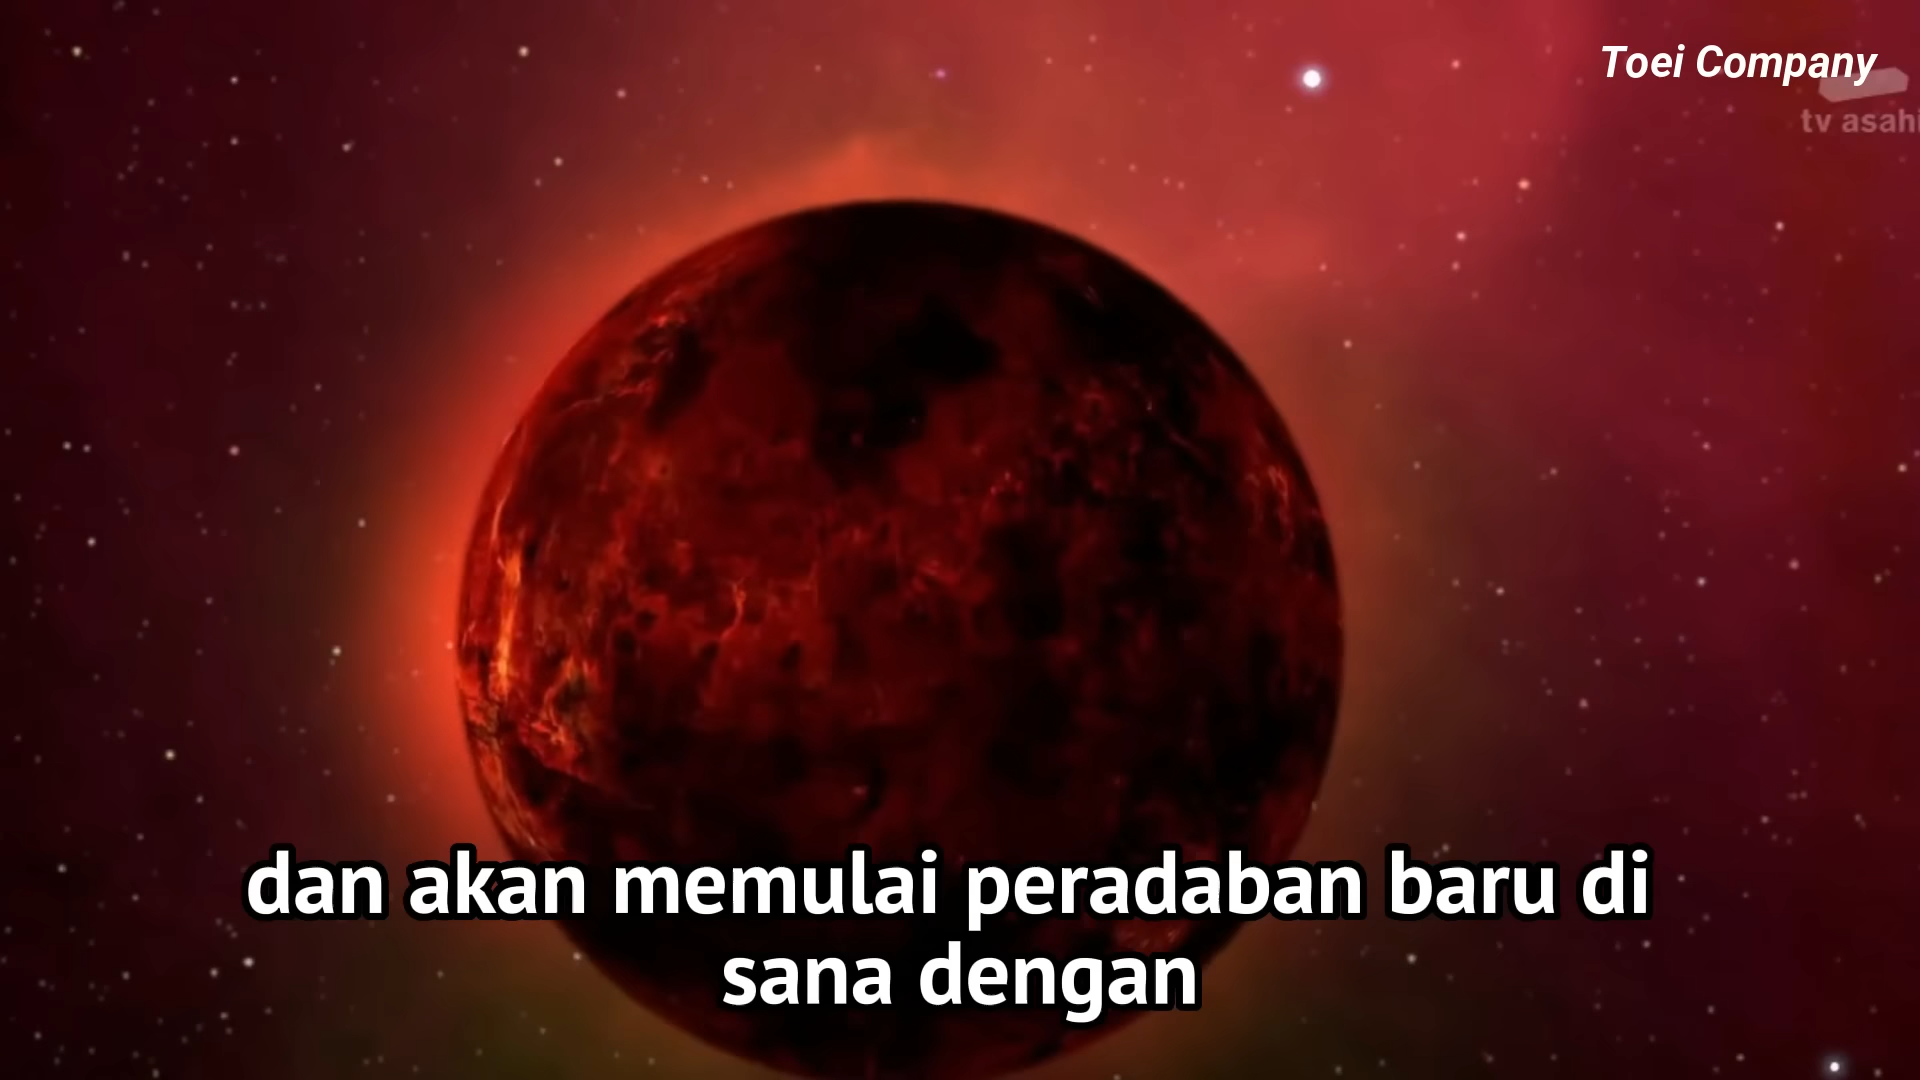 Toei Company
tv asahi
dan akan memulai peradaban baru di
sana dengan